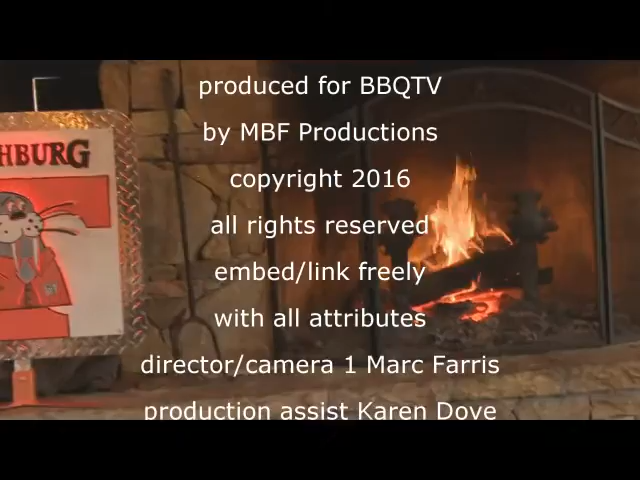 HBURG
produced for BBQTV
by MBF Productions
copyright 2016
all rights reserved
embed/link freely
with all attributes
director/camera 1 Marc Farris
production assist Karen Dove